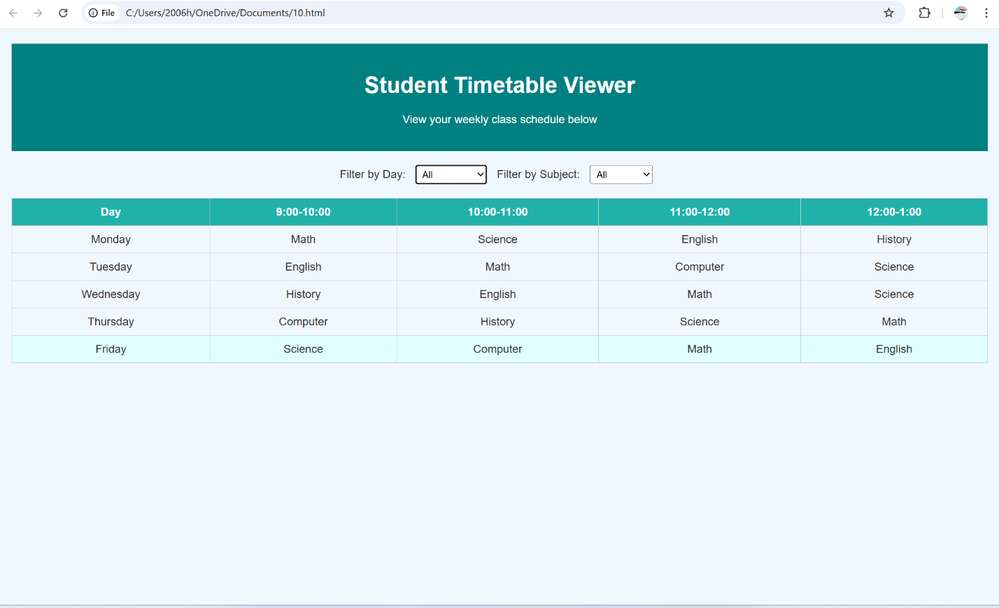 File C:/Users/2006h/OneDrive/Documents/10.html
Student Timetable Viewer
View your weekly class schedule below
Filter by Day: All Filter by Subject: All
Day 9:00-10:00 10:00-11:00 11:00-12:00 12:00-1:00
Monday Math Science English History
Tuesday English Math Computer Science
Wednesday History English Math Science
Thursday Computer History Science Math
Friday Science Computer Math English